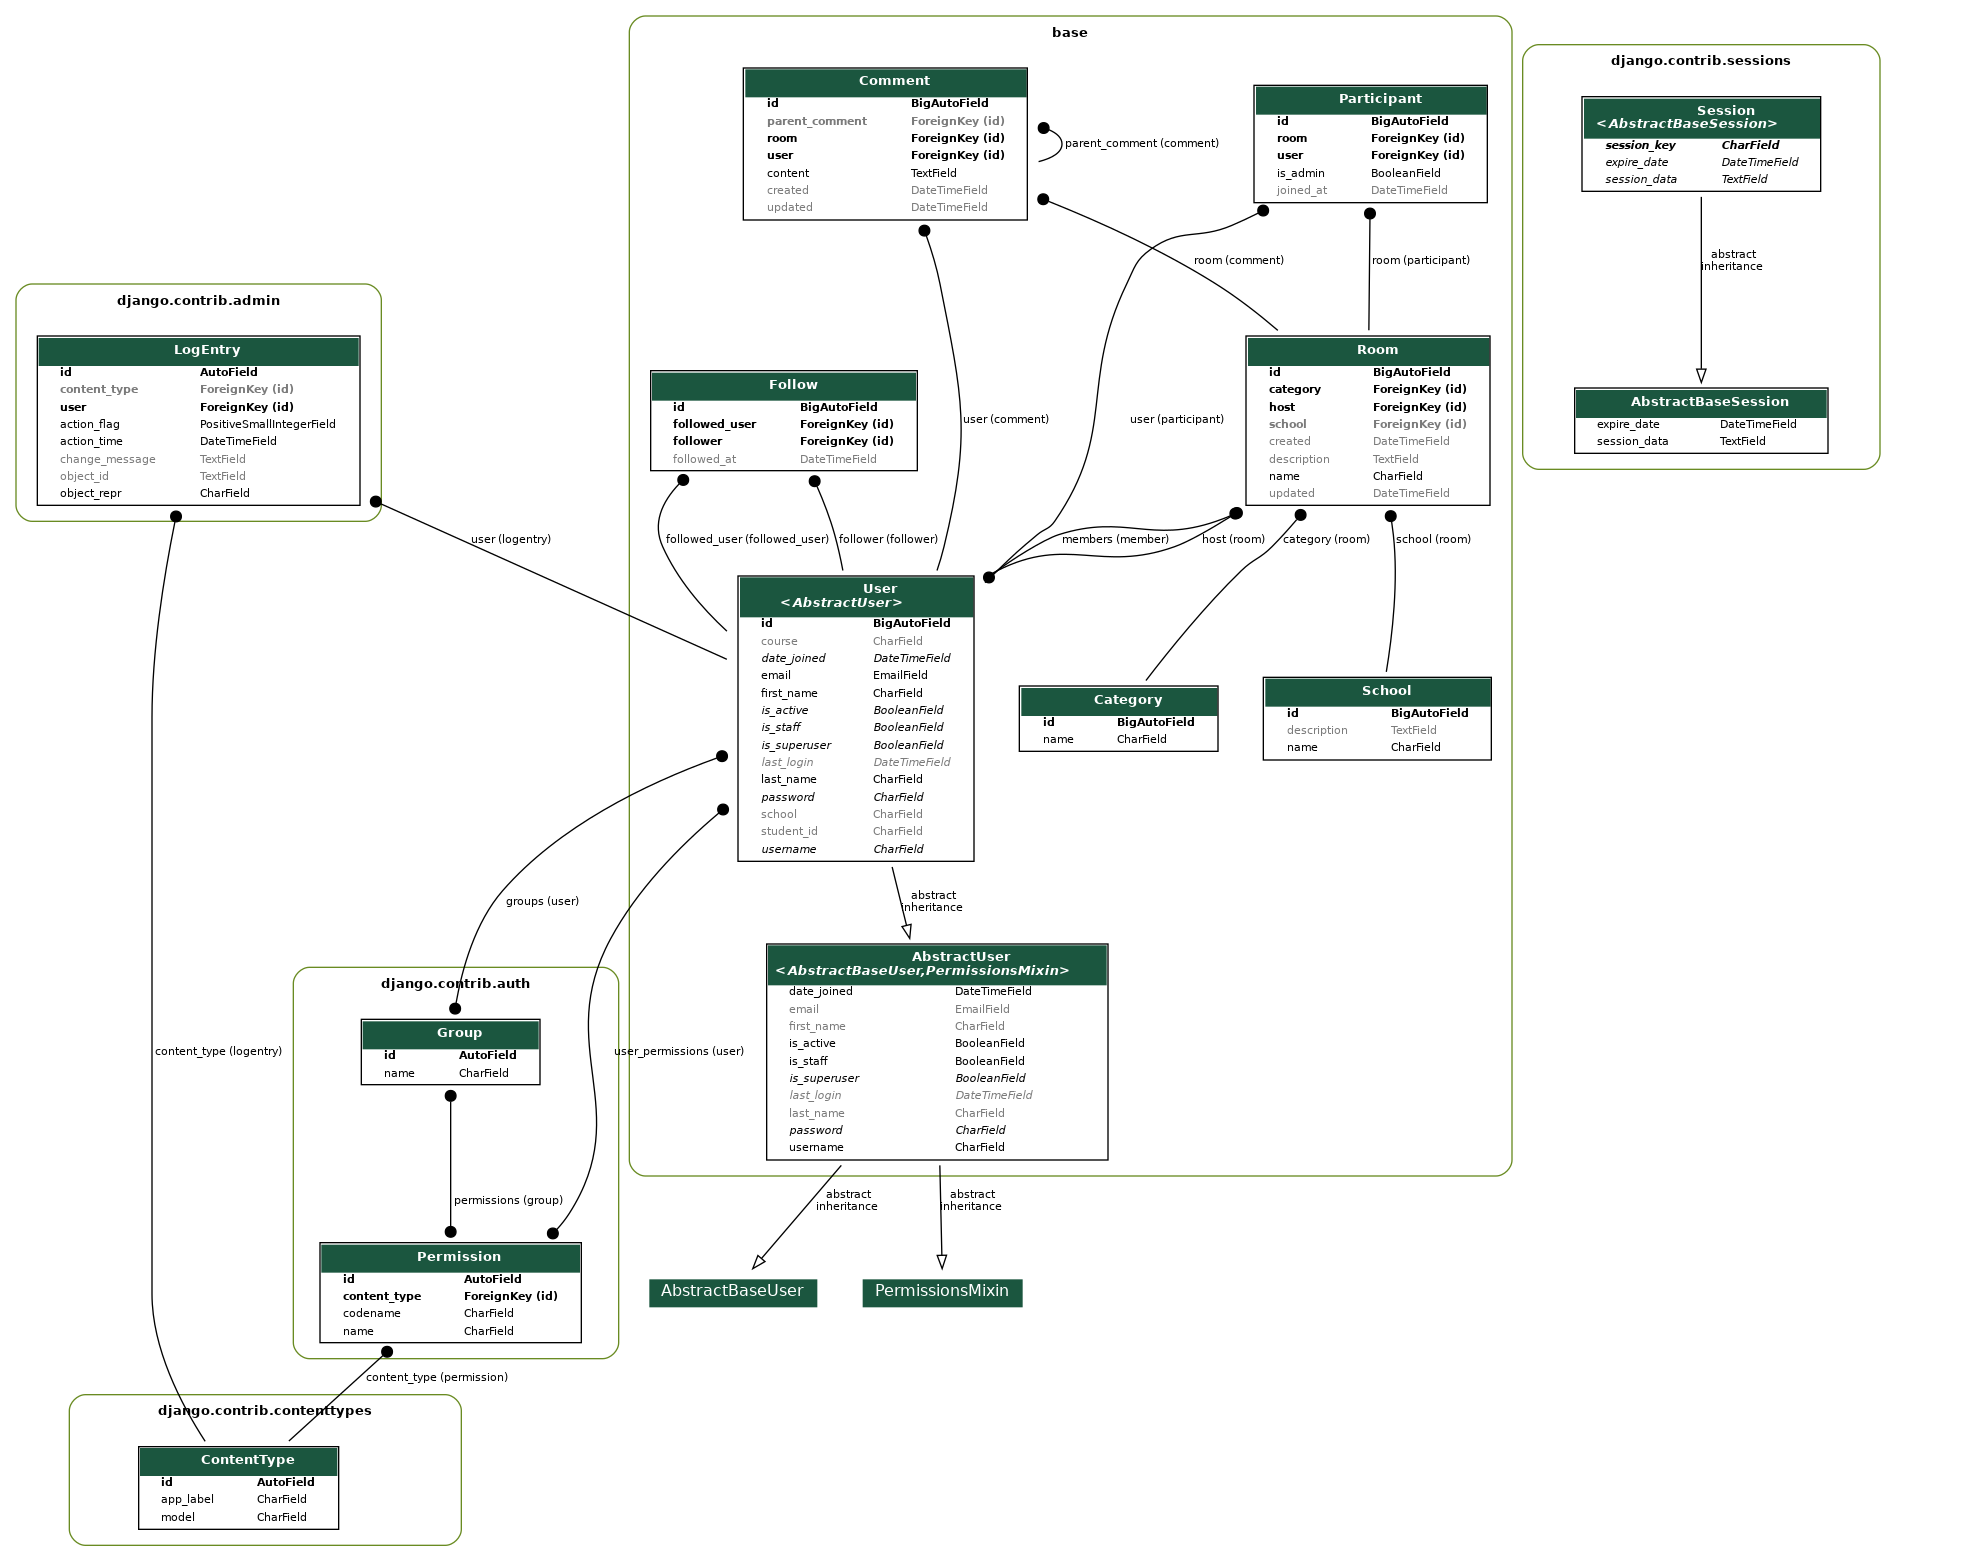 base
Comment
id BigAutoField
parent_comment ForeignKey (id)
room ForeignKey (id)
user ForeignKey (id)
content TextField
created DateTimeField
updated DateTimeField
parent_comment (comment)
Participant
id BigAutoField
room ForeignKey (id)
user ForeignKey (id)
is_admin BooleanField
joined_at DateTimeField
room (comment)
room (participant)
django.contrib.sessions
Session
<AbstractBaseSession>
session_key CharField
expire_date DateTimeField
session_data TextField
abstract
inheritance
AbstractBaseSession
expire_date DateTimeField
session_data TextField
django.contrib.admin
LogEntry
id AutoField
content_type ForeignKey (id)
user ForeignKey (id)
action_flag PositiveSmallIntegerField
action_time DateTimeField
change_message TextField
object_id TextField
object_repr CharField
user (logentry)
Follow
id BigAutoField
followed_user ForeignKey (id)
follower ForeignKey (id)
followed_at DateTimeField
user (comment)
user (participant)
Room
id BigAutoField
category ForeignKey (id)
host ForeignKey (id)
school ForeignKey (id)
created DateTimeField
description TextField
name CharField
updated DateTimeField
followed_user (followed_user)
follower (follower)
members (member)
host (room)
category (room)
school (room)
User
<AbstractUser>
id BigAutoField
course CharField
date_joined DateTimeField
email EmailField
first_name CharField
is_active BooleanField
is_staff BooleanField
is_superuser BooleanField
last_login DateTimeField
last_name CharField
password CharField
school CharField
student_id CharField
username CharField
Category
id BigAutoField
name CharField
School
id BigAutoField
description TextField
name CharField
groups (user)
abstract
inheritance
AbstractUser
<AbstractBaseUser,PermissionsMixin>
date_joined DateTimeField
email EmailField
first_name CharField
is_active BooleanField
is_staff BooleanField
is_superuser BooleanField
last_login DateTimeField
last_name CharField
password CharField
username CharField
django.contrib.auth
Group
id AutoField
name CharField
content_type (logentry)
user_permissions (user)
permissions (group)
abstract
inheritance
abstract
inheritance
Permission
id AutoField
content_type ForeignKey (id)
codename CharField
name CharField
AbstractBaseUser
PermissionsMixin
content_type (permission)
django.contrib.contenttypes
ContentType
id AutoField
app_label CharField
model CharField